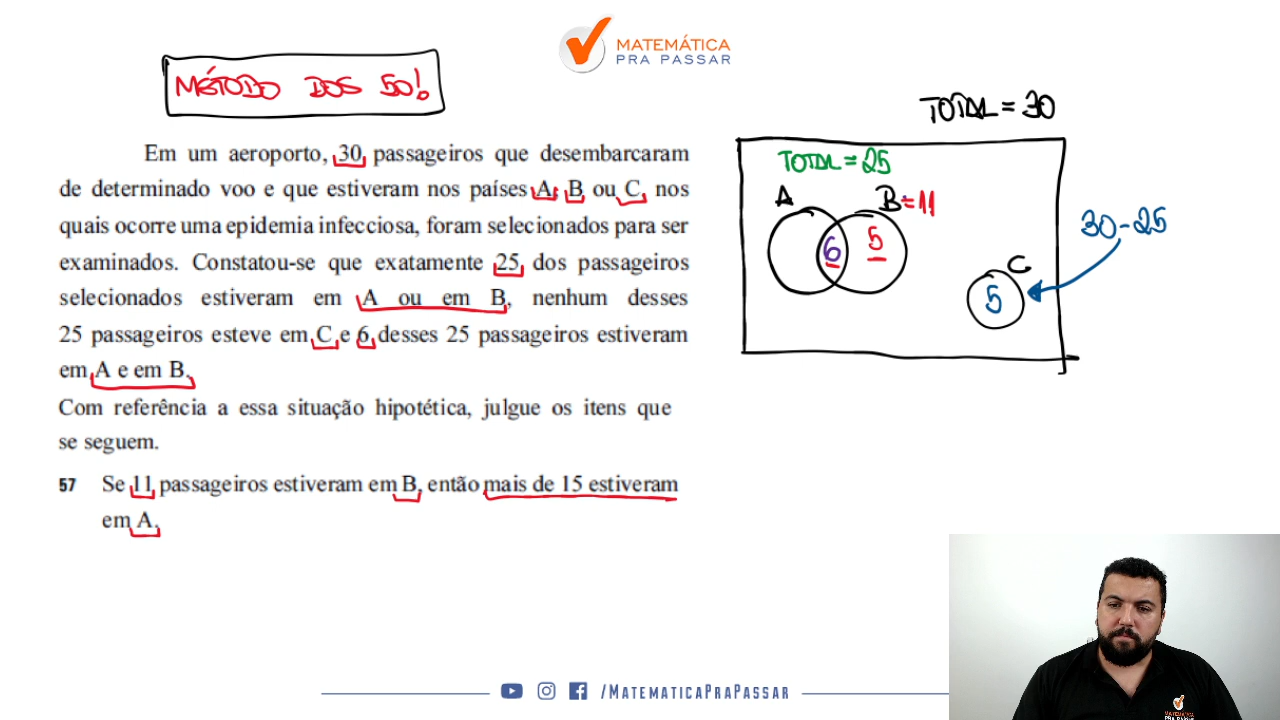 MATEMÁTICA
PRA PASSAR
MÉTODO DOS 50!
TOTAL = 30
Em um aeroporto, 30 passageiros que desembarcaram
de determinado voo e que estiveram nos países A, B ou C, nos
quais ocorre uma epidemia infecciosa, foram selecionados para ser
examinados. Constatou-se que exatamente 25 dos passageiros
selecionados estiveram em A ou em B, nenhum desses
25 passageiros esteve em C e 6 desses 25 passageiros estiveram
em A e em B.
Com referência a essa situação hipotética, julgue os itens que
se seguem.
57 Se 11 passageiros estiveram em B, então mais de 15 estiveram
em A.
TOTAL = 25
A
B = 11
6
5
30-25
C
5
/MATEMATICAPRAPASSAR
MATEMÁTICA
PRA PASSAR